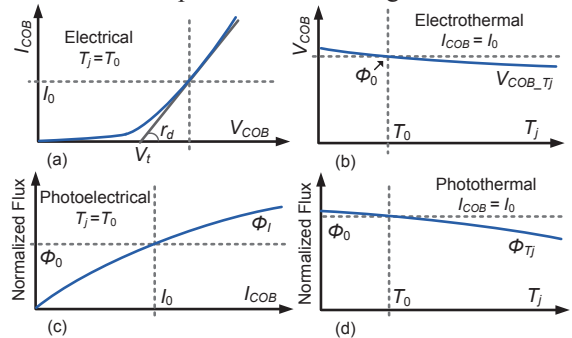 I_COB
Electrical
T_j=T_0
I_0
V_t
r_d
V_COB
(a)
V_COB
Electrothermal
I_COB = I_0
Φ_0
V_COB_Tj
T_0
T_j
(b)
Normalized Flux
Photoelectrical
T_j=T_0
Φ_I
Φ_0
I_0
I_COB
(c)
Normalized Flux
Photothermal
I_COB = I_0
Φ_0
Φ_Tj
T_0
T_j
(d)